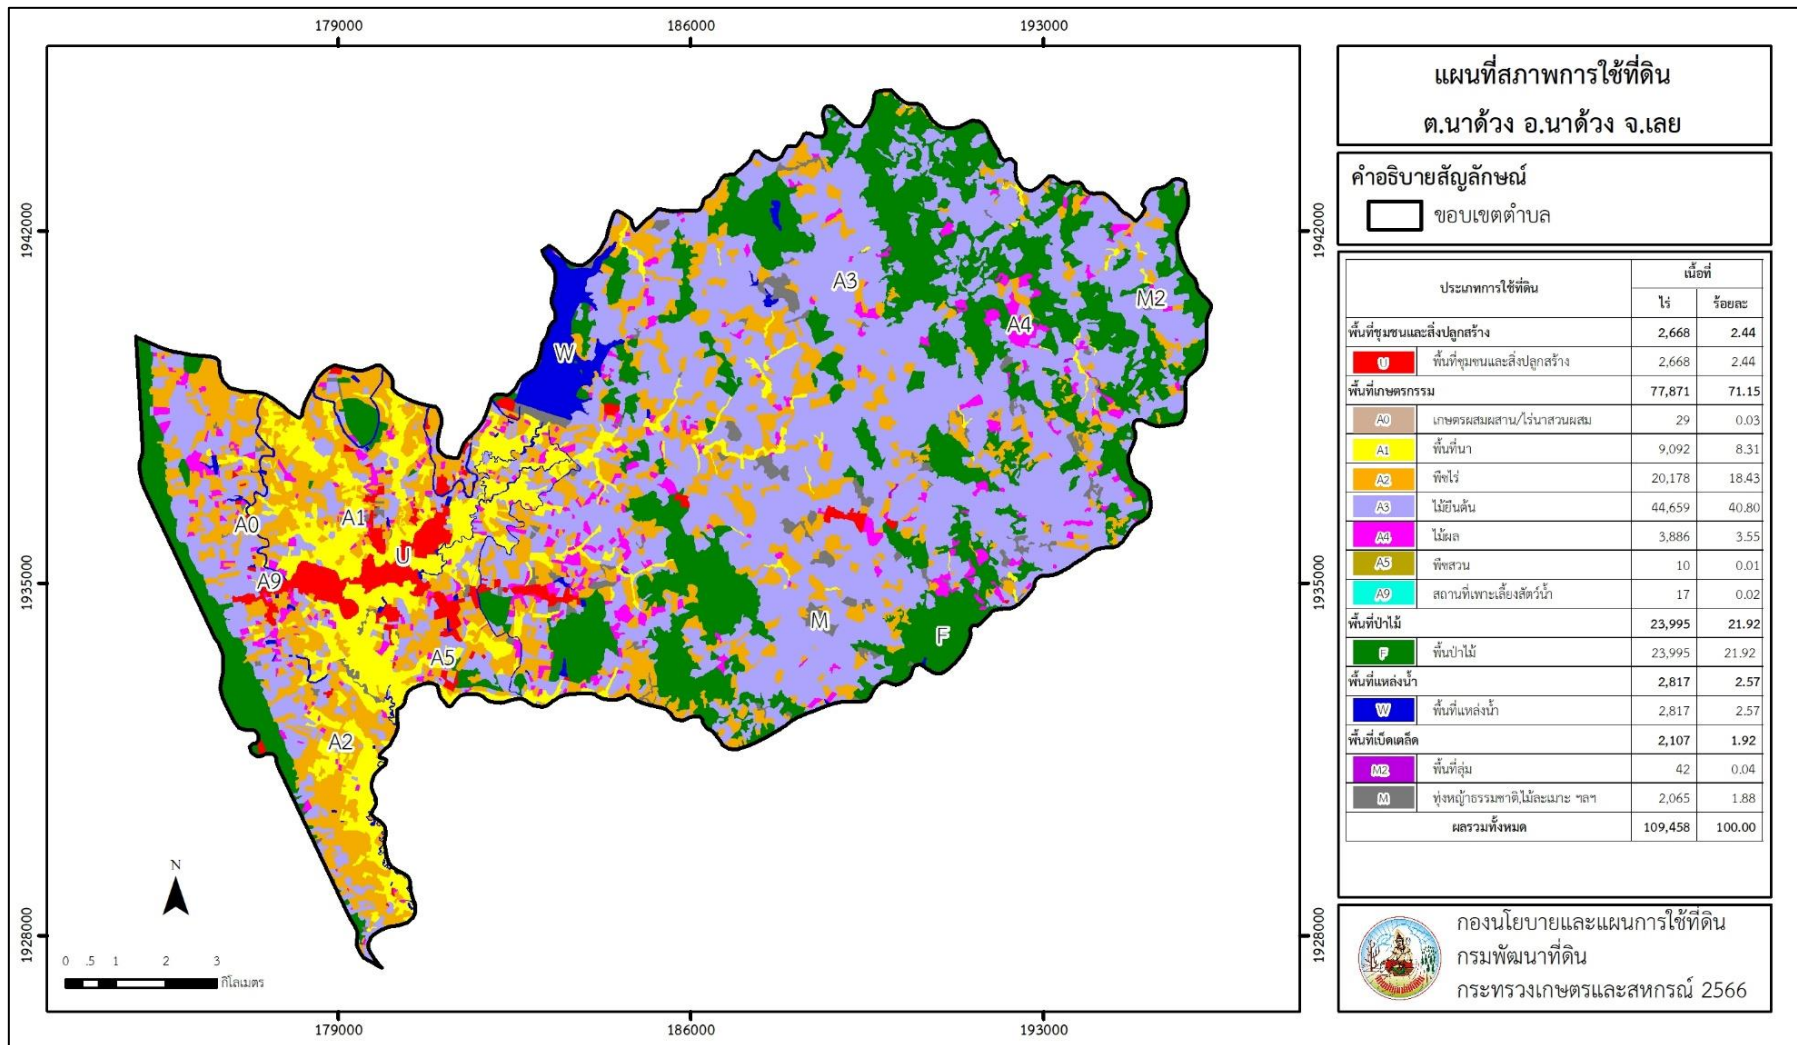 179000
186000
193000
1942000
1935000
1928000
1942000
1935000
1928000
179000
186000
193000
A3
M2
A4
W
A0
A1
U
A9
A5
A2
M
F
N
0 .5 1 2 3
กิโลเมตร
แผนที่สภาพการใช้ที่ดิน
ต.นาด้วง อ.นาด้วง จ.เลย
คำอธิบายสัญลักษณ์
ขอบเขตตำบล
ประเภทการใช้ที่ดิน เนื้อที่
ไร่ ร้อยละ
พื้นที่ชุมชนและสิ่งปลูกสร้าง 2,668 2.44
U พื้นที่ชุมชนและสิ่งปลูกสร้าง 2,668 2.44
พื้นที่เกษตรกรรม 77,871 71.15
A0 เกษตรผสมผสาน/ไร่นาสวนผสม 29 0.03
A1 พื้นที่นา 9,092 8.31
A2 พืชไร่ 20,178 18.43
A3 ไม้ยืนต้น 44,659 40.80
A4 ไม้ผล 3,886 3.55
A5 พืชสวน 10 0.01
A9 สถานที่เพาะเลี้ยงสัตว์น้ำ 17 0.02
พื้นที่ป่าไม้ 23,995 21.92
F พื้นป่าไม้ 23,995 21.92
พื้นที่แหล่งน้ำ 2,817 2.57
W พื้นที่แหล่งน้ำ 2,817 2.57
พื้นที่เบ็ดเตล็ด 2,107 1.92
M2 พื้นที่ลุ่ม 42 0.04
M ทุ่งหญ้าธรรมชาติ,ไม้ละเมาะ ฯลฯ 2,065 1.88
ผลรวมทั้งหมด 109,458 100.00
กองนโยบายและแผนการใช้ที่ดิน
กรมพัฒนาที่ดิน
กระทรวงเกษตรและสหกรณ์ 2566